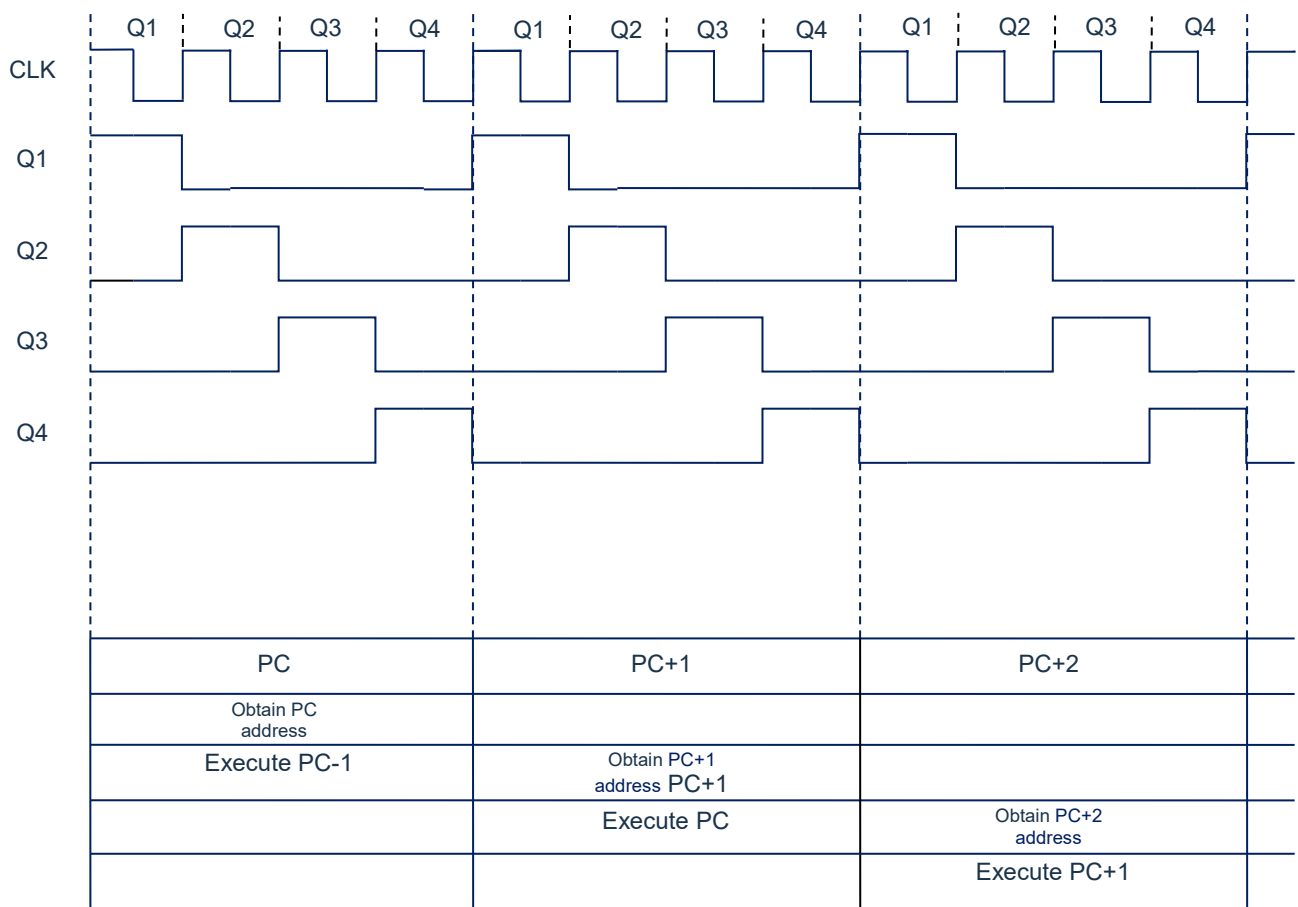 Q1 Q2 Q3 Q4 Q1 Q2 Q3 Q4 Q1 Q2 Q3 Q4
CLK
Q1
Q2
Q3
Q4
PC PC+1 PC+2
Obtain PC
address
Execute PC-1
Obtain PC+1
address PC+1
Execute PC
Obtain PC+2
address
Execute PC+1